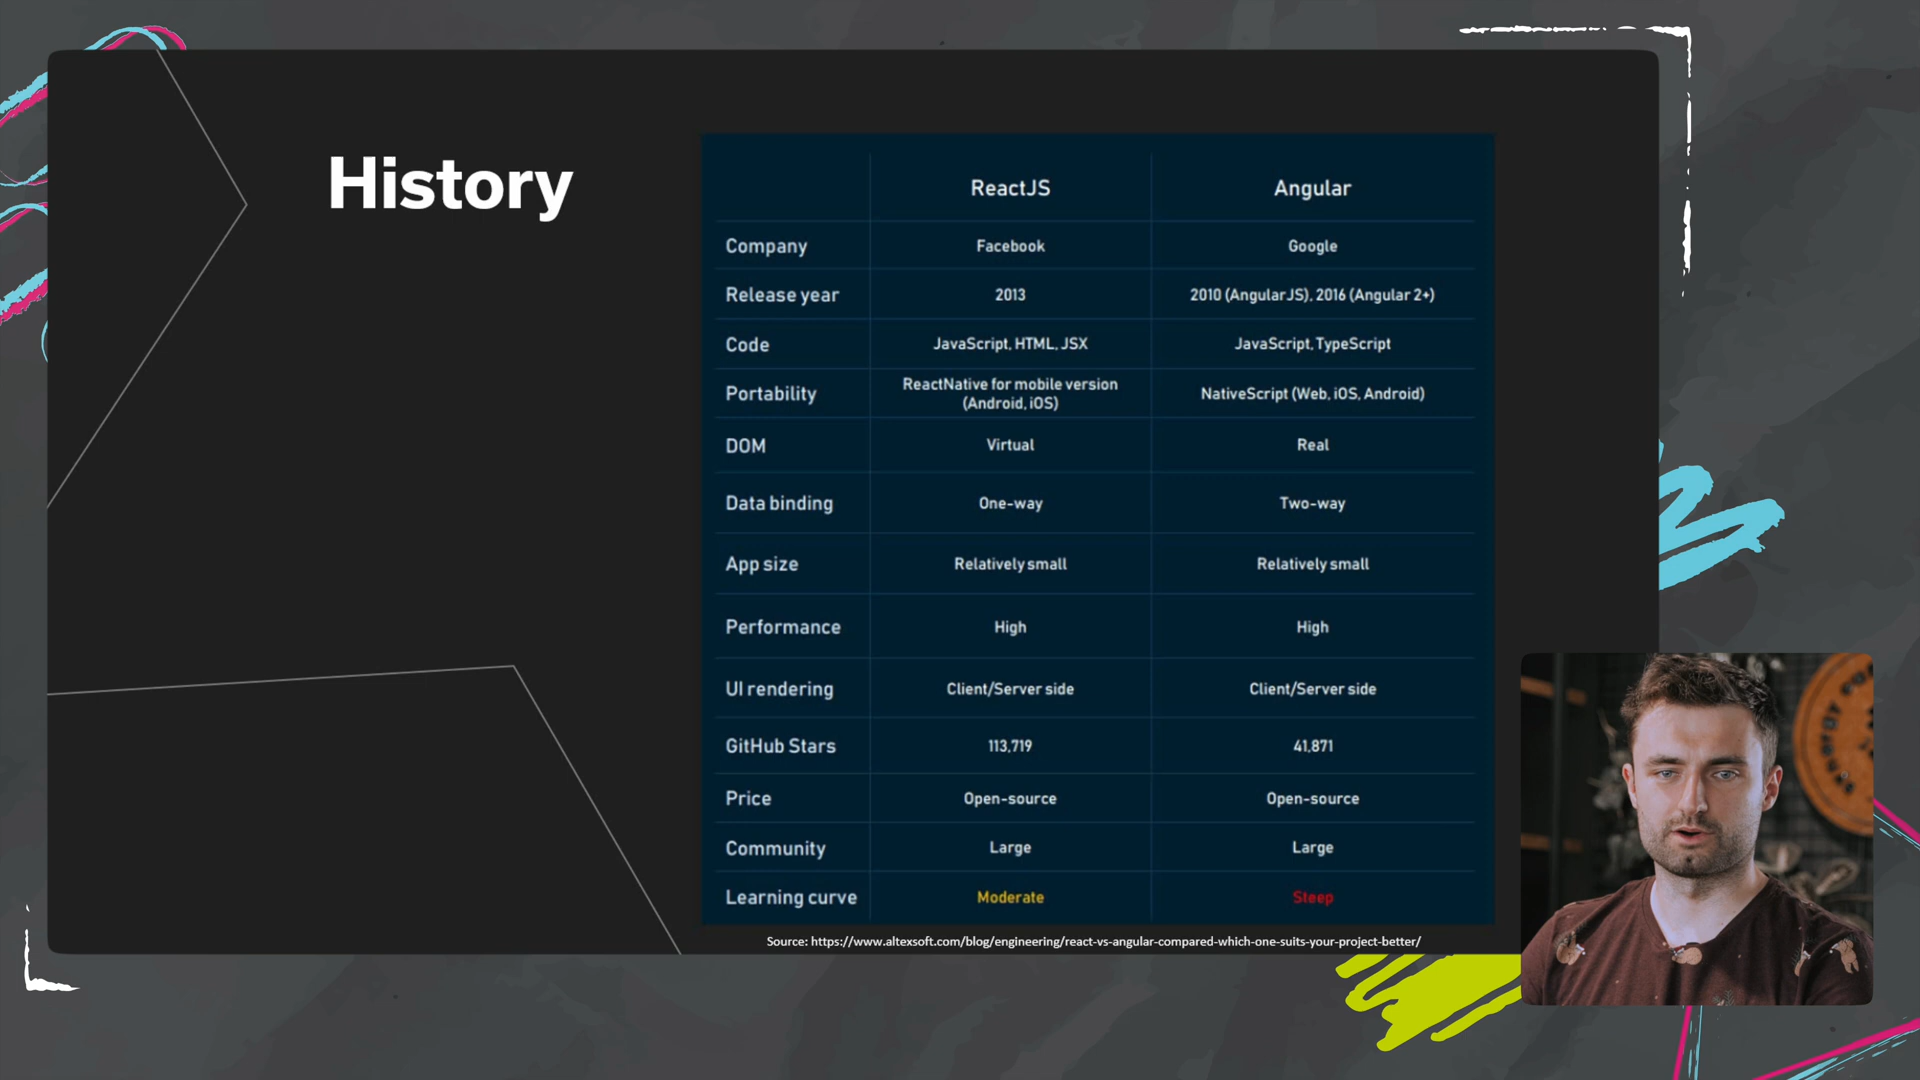 History
ReactJS Angular
Company Facebook Google
Release year 2013 2010 (AngularJS), 2016 (Angular 2+)
Code JavaScript, HTML, JSX JavaScript, TypeScript
Portability ReactNative for mobile version (Android, iOS) NativeScript (Web, iOS, Android)
DOM Virtual Real
Data binding One-way Two-way
App size Relatively small Relatively small
Performance High High
UI rendering Client/Server side Client/Server side
GitHub Stars 113,719 41,871
Price Open-source Open-source
Community Large Large
Learning curve Moderate Steep
Source: https://www.altexsoft.com/blog/engineering/react-vs-angular-compared-which-one-suits-your-project-better/